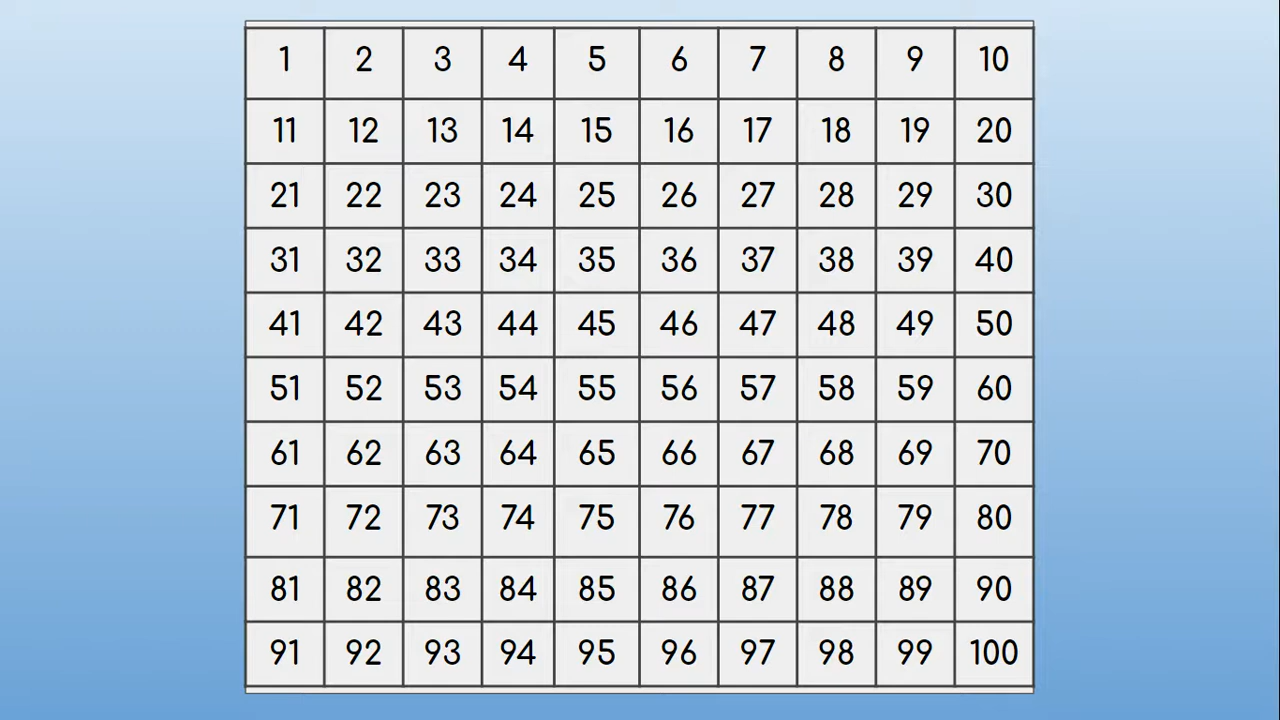 1 2 3 4 5 6 7 8 9 10
11 12 13 14 15 16 17 18 19 20
21 22 23 24 25 26 27 28 29 30
31 32 33 34 35 36 37 38 39 40
41 42 43 44 45 46 47 48 49 50
51 52 53 54 55 56 57 58 59 60
61 62 63 64 65 66 67 68 69 70
71 72 73 74 75 76 77 78 79 80
81 82 83 84 85 86 87 88 89 90
91 92 93 94 95 96 97 98 99 100